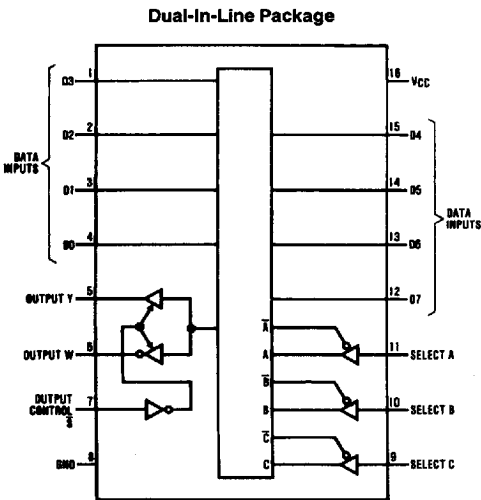 Dual-In-Line Package
D3 1
16 VCC
D2 2
15 D4
DATA
INPUTS
D1 3
14 D5
DATA
INPUTS
D0 4
13 D6
OUTPUT Y 5
12 D7
A
OUTPUT W 6
A
11 SELECT A
B
OUTPUT
CONTROL
S
7
B
10 SELECT B
C
GND 8
C
9 SELECT C